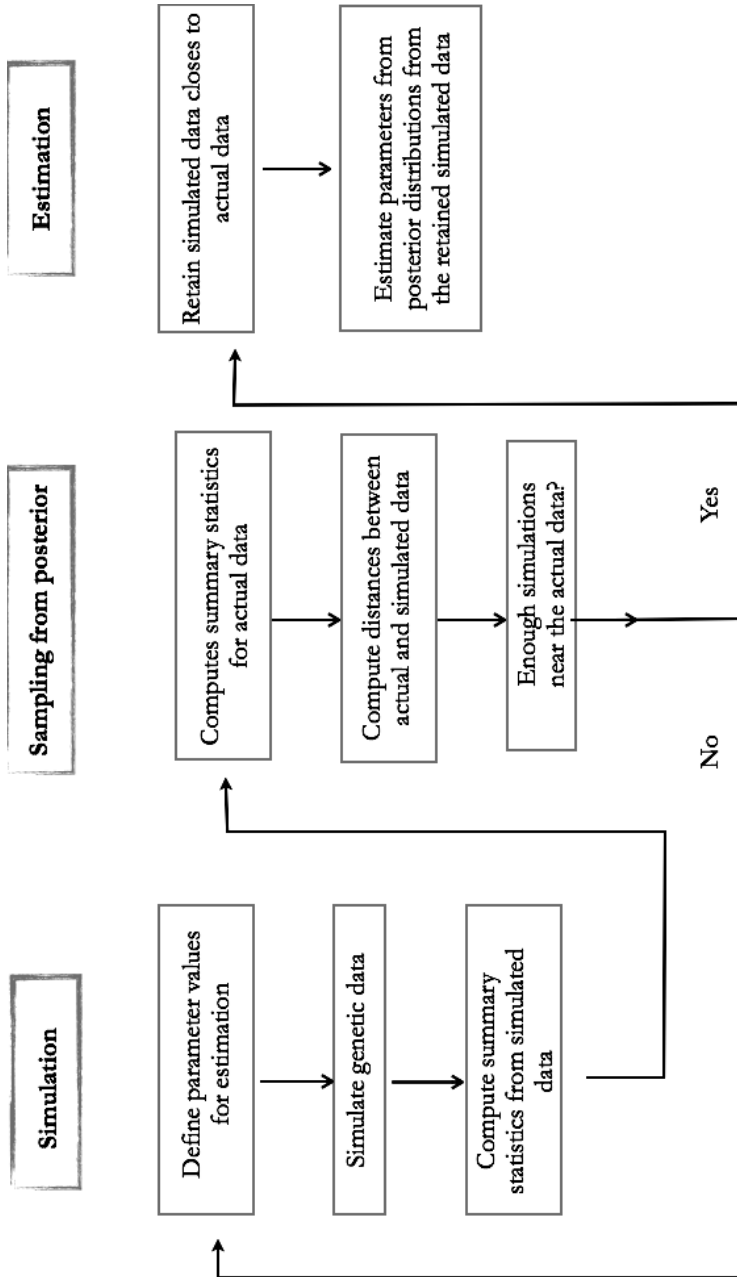 Simulation
Define parameter values
for estimation
Simulate genetic data
Compute summary
statistics from simulated
data
Sampling from posterior
Computes summary statistics
for actual data
Compute distances between
actual and simulated data
Enough simulations
near the actual data?
No
Yes
Estimation
Retain simulated data closes to
actual data
Estimate parameters from
posterior distributions from
the retained simulated data